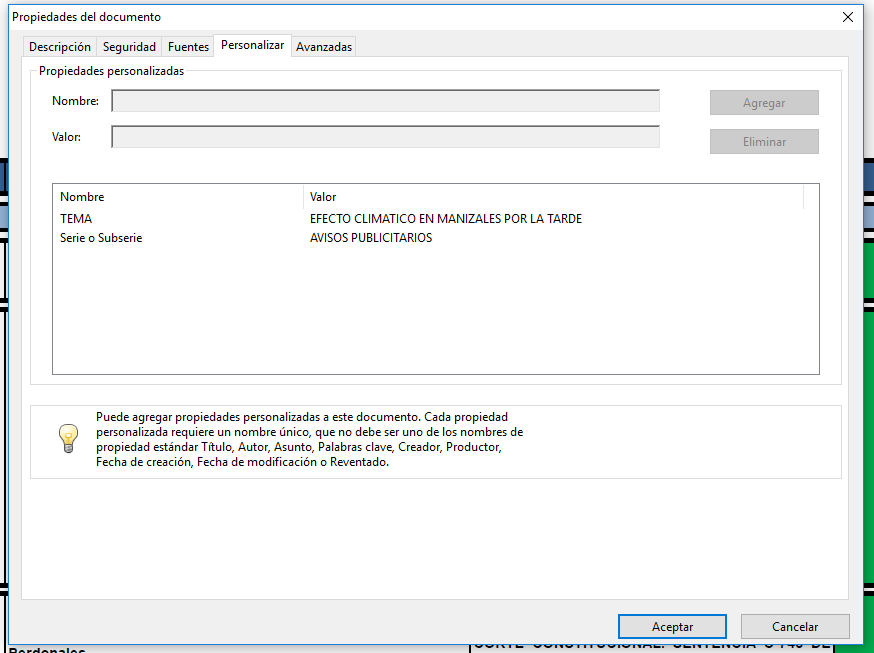 Propiedades del documento
Descripción Seguridad Fuentes Personalizar Avanzadas
Propiedades personalizadas
Nombre: Agregar
Valor: Eliminar
Nombre Valor
TEMA EFECTO CLIMATICO EN MANIZALES POR LA TARDE
Serie o Subserie AVISOS PUBLICITARIOS
Puede agregar propiedades personalizadas a este documento. Cada propiedad
personalizada requiere un nombre único, que no debe ser uno de los nombres de
propiedad estándar Título, Autor, Asunto, Palabras clave, Creador, Productor,
Fecha de creación, Fecha de modificación o Reventado.
Aceptar Cancelar
CORTE CONSTITUCIONAL. SENTENCIA